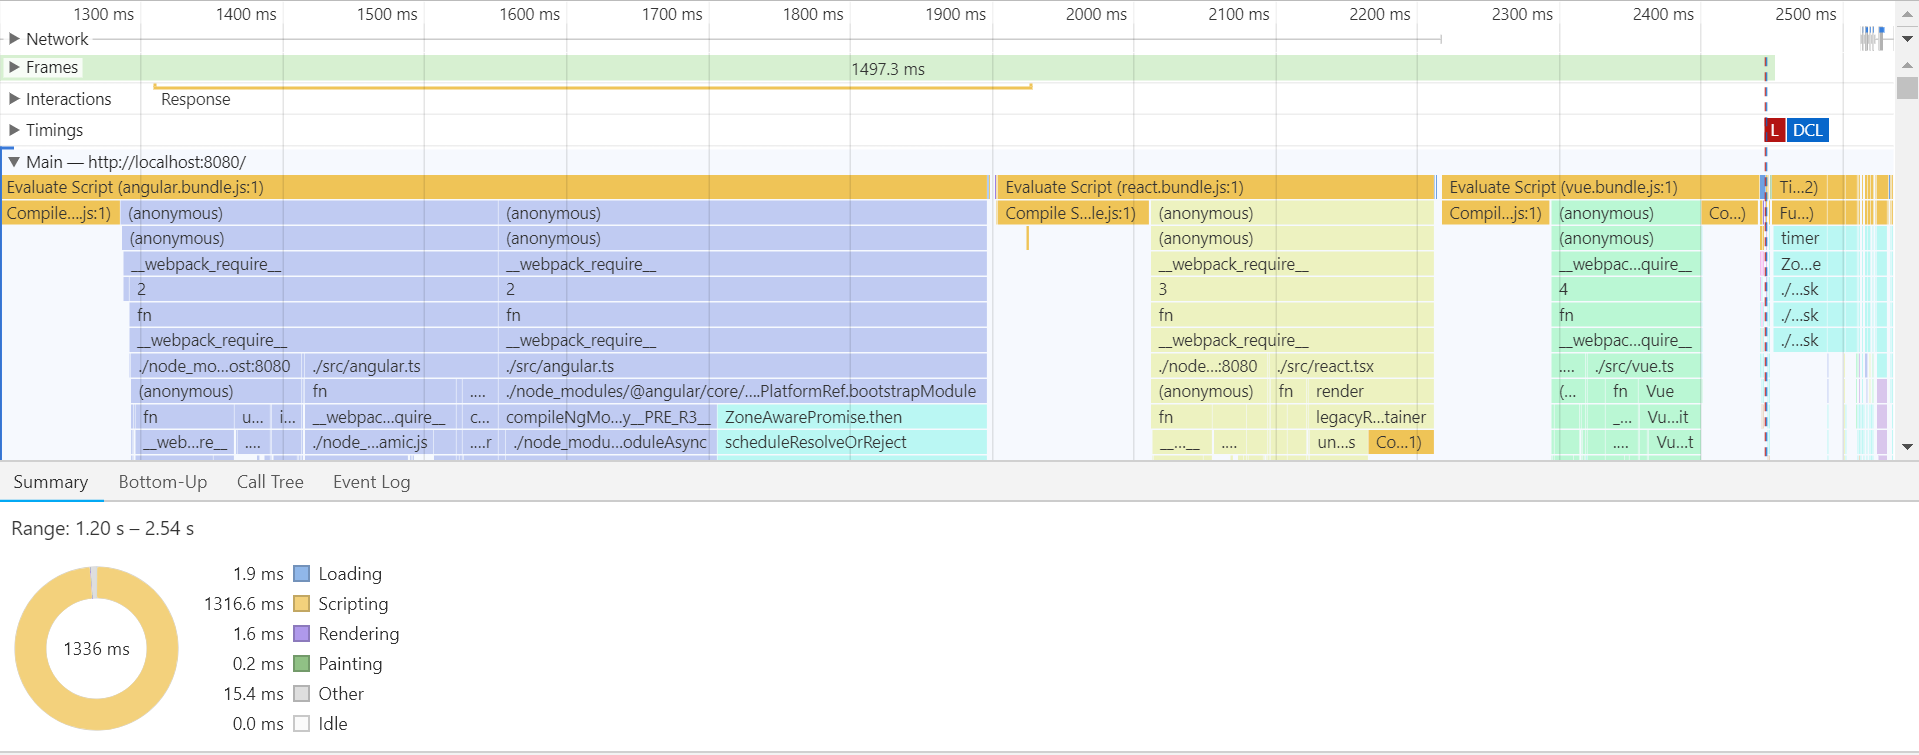 1300 ms 1400 ms 1500 ms 1600 ms 1700 ms 1800 ms 1900 ms 2000 ms 2100 ms 2200 ms 2300 ms 2400 ms 2500 ms
Network
Frames 1497.3 ms
Interactions Response
Timings L DCL
Main — http://localhost:8080/
Evaluate Script (angular.bundle.js:1) Evaluate Script (react.bundle.js:1) Evaluate Script (vue.bundle.js:1) Ti...2)
Compile....js:1) (anonymous) (anonymous) Compile S...le.js:1) (anonymous) Compil...js:1) (anonymous) Co...) Fu...)
(anonymous) (anonymous) (anonymous) (anonymous) timer
__webpack_require__ __webpack_require__ __webpack_require__ __webpac...quire__ Zo...e
2 2 3 4 ./...sk
fn fn fn fn ./...sk
__webpack_require__ __webpack_require__ __webpack_require__ __webpac...quire__ ./...sk
./node_mo...ost:8080 ./src/angular.ts ./src/angular.ts ./node...:8080 ./src/react.tsx .... ./src/vue.ts
(anonymous) fn .... ./node_modules/@angular/core/....PlatformRef.bootstrapModule (anonymous) fn render (... fn Vue
fn u... i... __webpac...quire__ c... compileNgMo...y__PRE_R3__ ZoneAwarePromise.then fn legacyR...tainer _... Vu...it
__web...re__ .... ./node_...amic.js ....r ./node_modu...oduleAsync scheduleResolveOrReject __...__ .... un...s Co...1) .... Vu...t
Summary Bottom-Up Call Tree Event Log
Range: 1.20 s – 2.54 s
1336 ms
1.9 ms Loading
1316.6 ms Scripting
1.6 ms Rendering
0.2 ms Painting
15.4 ms Other
0.0 ms Idle